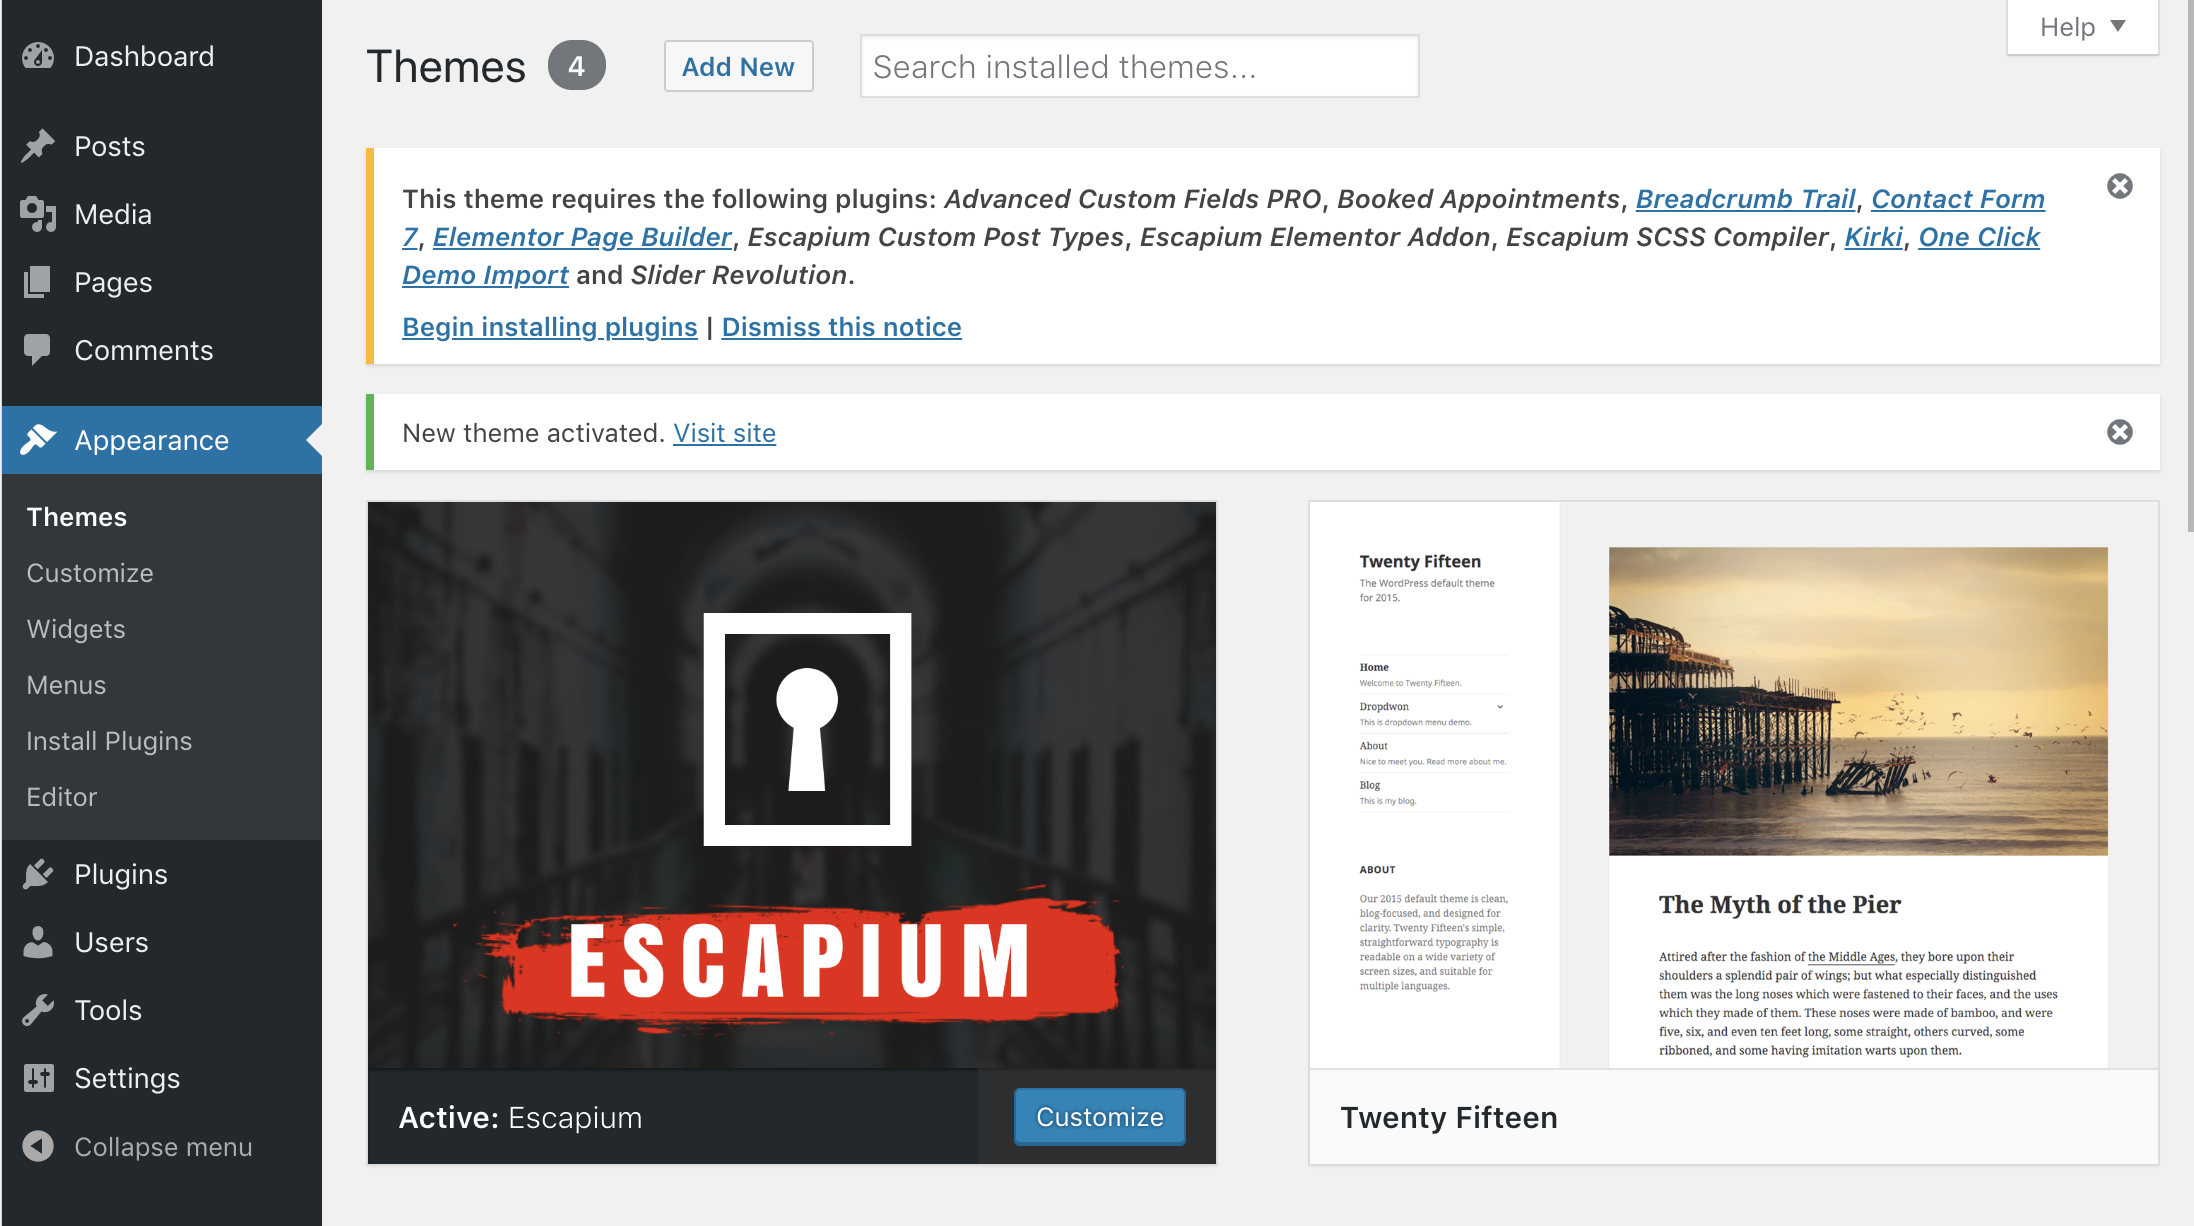 Dashboard
Posts
Media
Pages
Comments
Appearance
Themes
Customize
Widgets
Menus
Install Plugins
Editor
Plugins
Users
Tools
Settings
Collapse menu
Themes 4 Add New Search installed themes...
Help
This theme requires the following plugins: Advanced Custom Fields PRO, Booked Appointments, Breadcrumb Trail, Contact Form
7, Elementor Page Builder, Escapium Custom Post Types, Escapium Elementor Addon, Escapium SCSS Compiler, Kirki, One Click
Demo Import and Slider Revolution.
Begin installing plugins | Dismiss this notice
New theme activated. Visit site
ESCAPIUM
Active: Escapium
Customize
Twenty Fifteen
The WordPress default theme
for 2015.
Home
Welcome to Twenty Fifteen.
Dropdwon
This is dropdown menu demo.
About
Nice to meet you. Read more about me.
Blog
This is my blog.
ABOUT
Our 2015 default theme is clean,
blog-focused, and designed for
clarity. Twenty Fifteen's simple,
straightforward typography is
readable on a wide variety of
screen sizes, and suitable for
multiple languages.
The Myth of the Pier
Attired after the fashion of the Middle Ages, they bore upon their
shoulders a splendid pair of wings; but what especially distinguished
them was the long noses which were fastened to their faces, and the uses
which they made of them. These noses were made of bamboo, and were
five, six, and even ten feet long, some straight, others curved, some
ribboned, and some having imitation warts upon them.
Twenty Fifteen